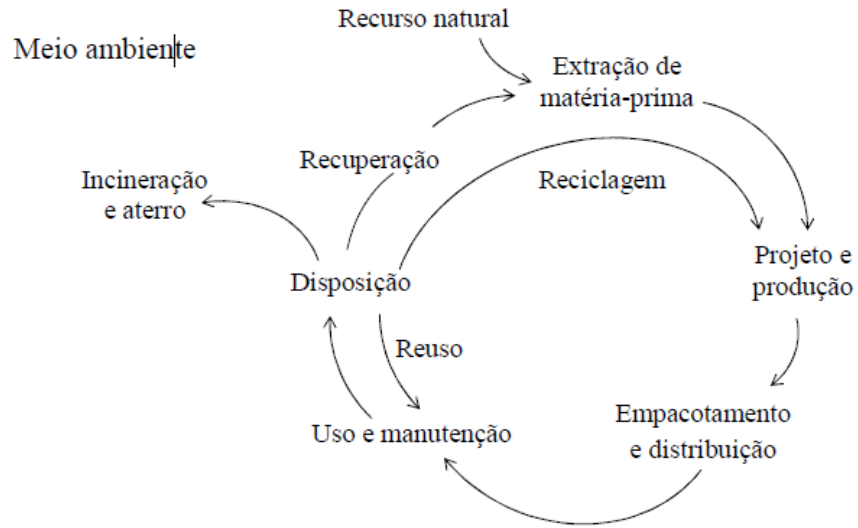 Recurso natural
Meio ambiente
Extração de
matéria-prima
Recuperação
Reciclagem
Incineração
e aterro
Projeto e
produção
Disposição
Reuso
Empacotamento
e distribuição
Uso e manutenção